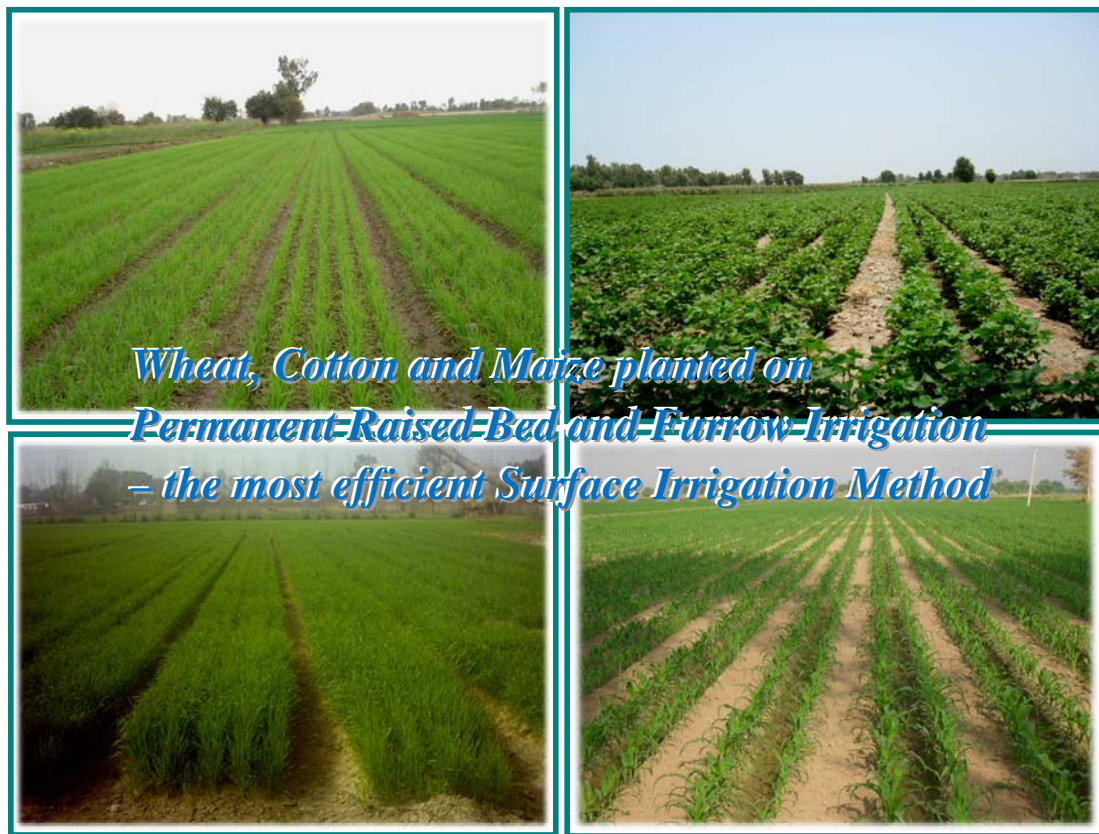 Wheat, Cotton and Maize planted on
Permanent Raised Bed and Furrow Irrigation
– the most efficient Surface Irrigation Method